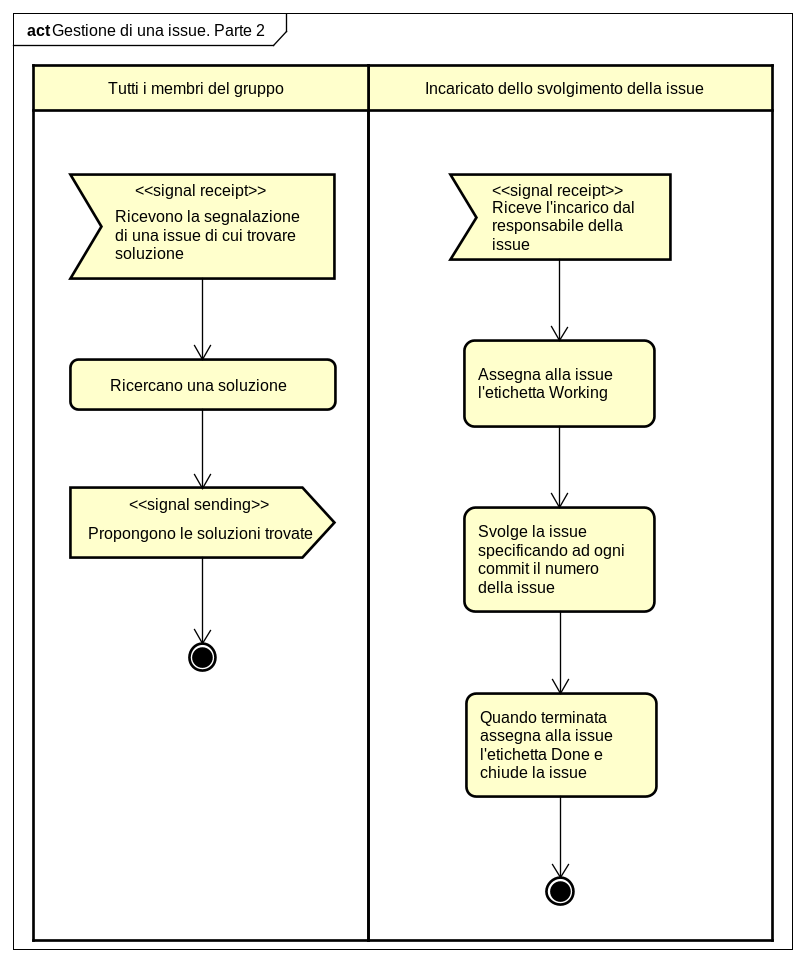 act Gestione di una issue. Parte 2
Tutti i membri del gruppo
Incaricato dello svolgimento della issue
<<signal receipt>>
Ricevono la segnalazione
di una issue di cui trovare
soluzione
Ricercano una soluzione
<<signal sending>>
Propongono le soluzioni trovate
<<signal receipt>>
Riceve l'incarico dal
responsabile della
issue
Assegna alla issue
l'etichetta Working
Svolge la issue
specificando ad ogni
commit il numero
della issue
Quando terminata
assegna alla issue
l'etichetta Done e
chiude la issue